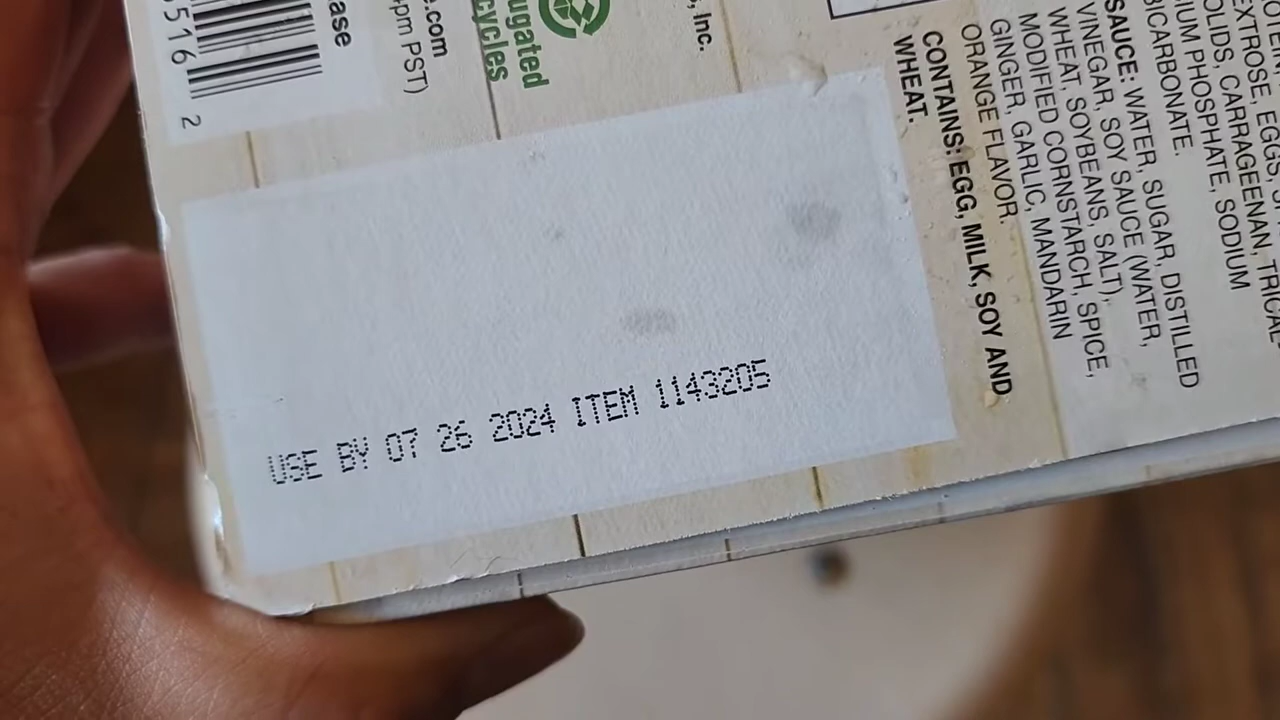 516 2
ase
e.com
pm PST)
ugated
cycles
, Inc.
USE BY 07 26 2024 ITEM 1143205
EXTROSE, EGGS,
OLIDS, CARRAGEENAN, TRICAL-
IUM PHOSPHATE, SODIUM
BICARBONATE.
SAUCE: WATER, SUGAR, DISTILLED
VINEGAR, SOY SAUCE (WATER,
WHEAT, SOYBEANS, SALT),
MODIFIED CORNSTARCH, SPICE,
GINGER, GARLIC, MANDARIN
ORANGE FLAVOR.
CONTAINS: EGG, MILK, SOY AND
WHEAT.